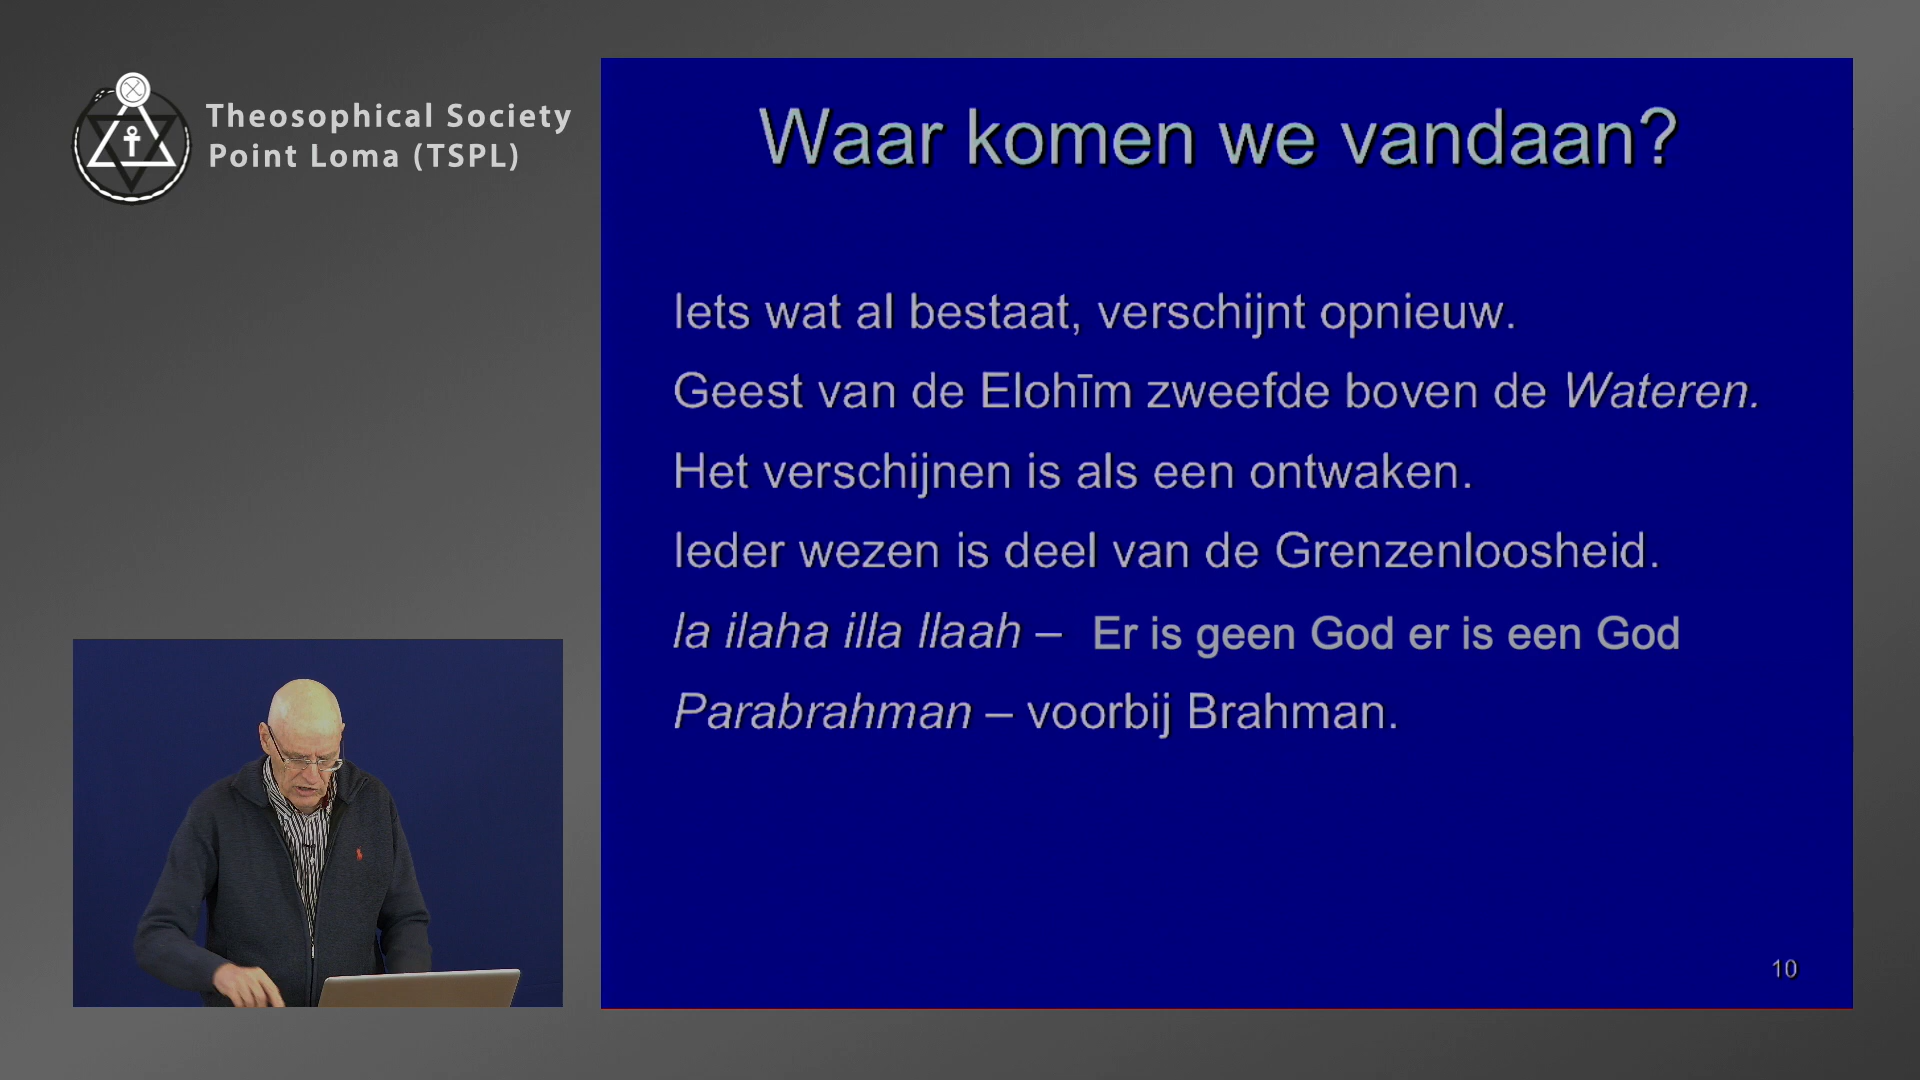 Theosophical Society
Point Loma (TSPL)
Waar komen we vandaan?
Iets wat al bestaat, verschijnt opnieuw.
Geest van de Elohīm zweefde boven de Wateren.
Het verschijnen is als een ontwaken.
Ieder wezen is deel van de Grenzenloosheid.
la ilaha illa llaah – Er is geen God er is een God
Parabrahman – voorbij Brahman.
10